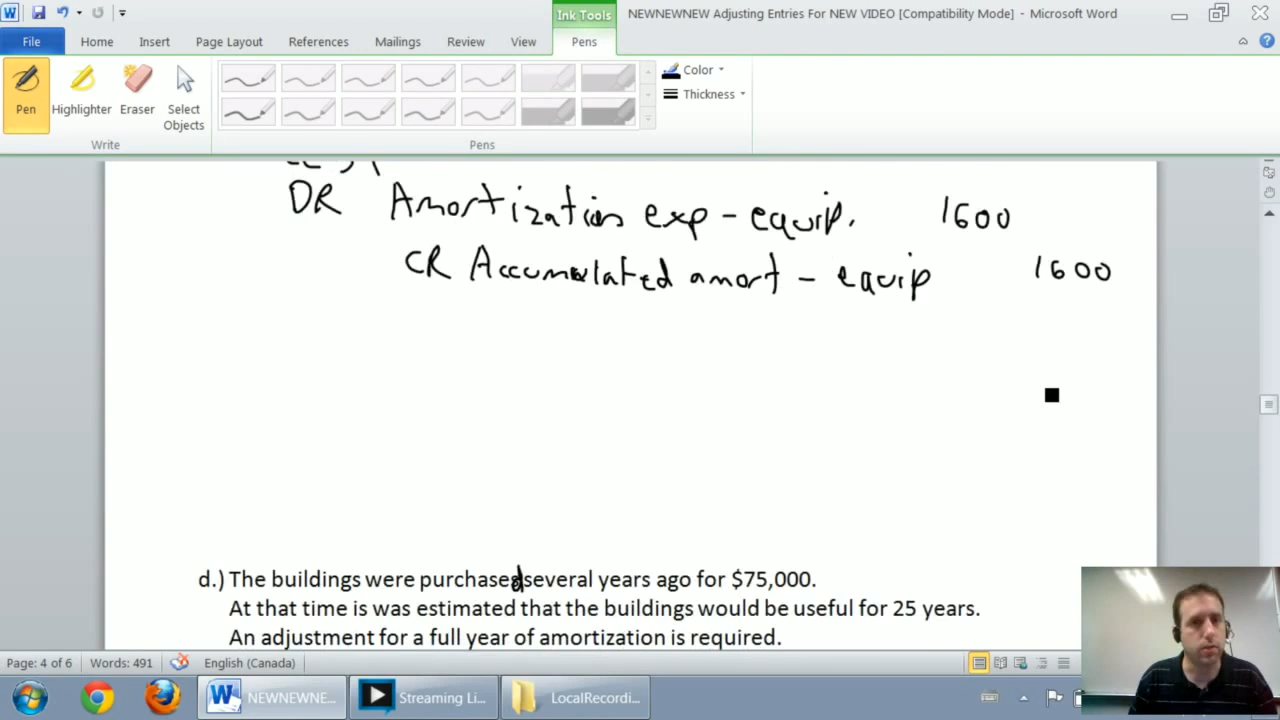 NEWNEWNEW Adjusting Entries For NEW VIDEO [Compatibility Mode] - Microsoft Word
Ink Tools
File Home Insert Page Layout References Mailings Review View Pens
Pen Highlighter Eraser Select Objects
Color
Thickness
Write Pens
DR Amortization exp - equip. 1600
CR Accumulated amort - equip 1600
d.) The buildings were purchased several years ago for $75,000.
At that time is was estimated that the buildings would be useful for 25 years.
An adjustment for a full year of amortization is required.
Page: 4 of 6 Words: 491 English (Canada)
NEWNEWNE... Streaming Li... LocalRecordi...